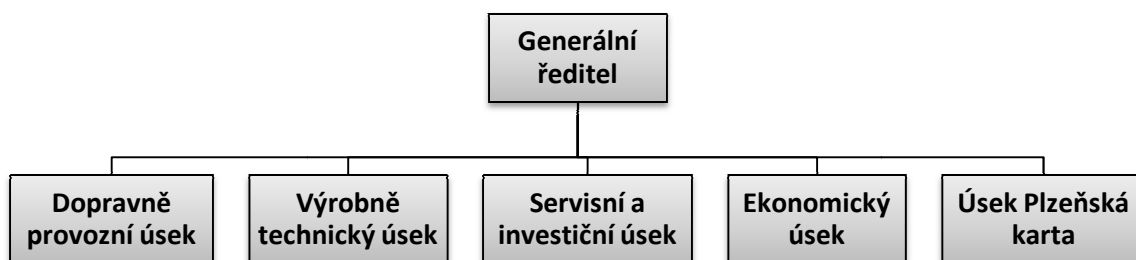 Generální
ředitel
Dopravně
provozní úsek
Výrobně
technický úsek
Servisní a
investiční úsek
Ekonomický
úsek
Úsek Plzeňská
karta